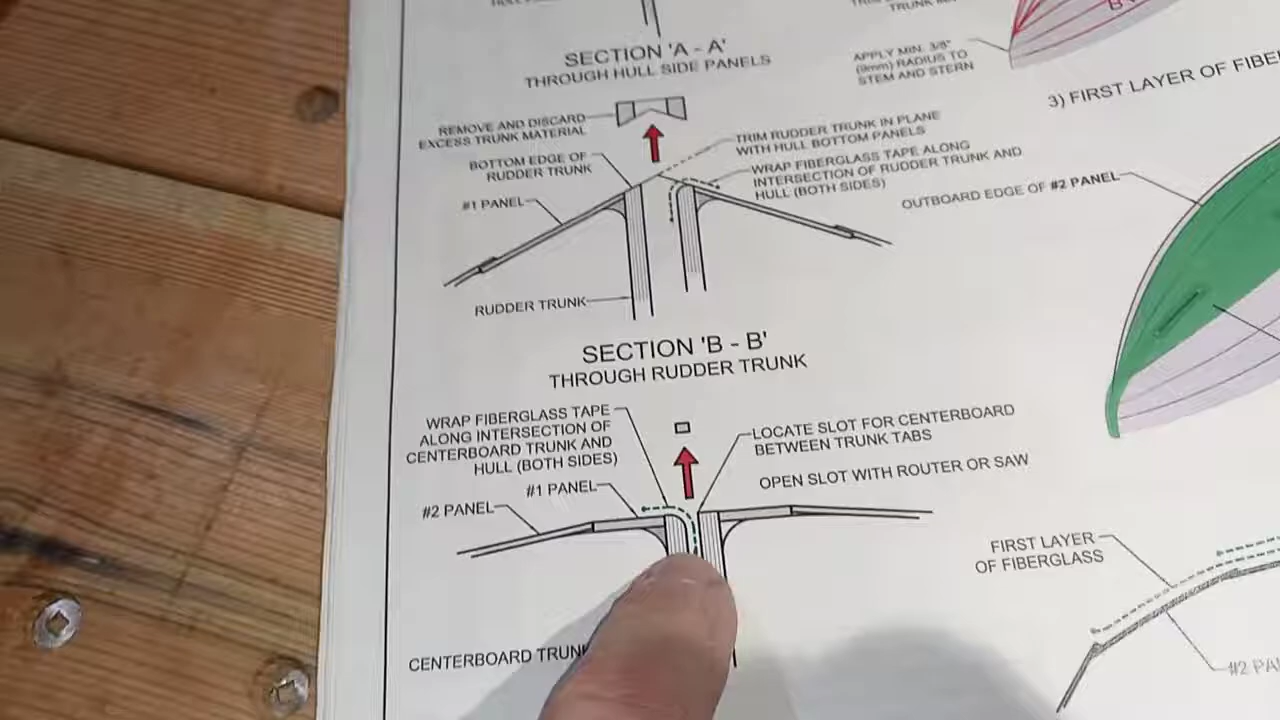 SECTION 'A - A'
THROUGH HULL SIDE PANELS
APPLY MIN. 3/8"
(9mm) RADIUS TO
STEM AND STERN
3) FIRST LAYER OF FIBE
REMOVE AND DISCARD
EXCESS TRUNK MATERIAL
TRIM RUDDER TRUNK IN PLANE
WITH HULL BOTTOM PANELS
BOTTOM EDGE OF
RUDDER TRUNK
WRAP FIBERGLASS TAPE ALONG
INTERSECTION OF RUDDER TRUNK AND
HULL (BOTH SIDES)
#1 PANEL
OUTBOARD EDGE OF #2 PANEL
RUDDER TRUNK
SECTION 'B - B'
THROUGH RUDDER TRUNK
WRAP FIBERGLASS TAPE
ALONG INTERSECTION OF
CENTERBOARD TRUNK AND
HULL (BOTH SIDES)
LOCATE SLOT FOR CENTERBOARD
BETWEEN TRUNK TABS
OPEN SLOT WITH ROUTER OR SAW
#1 PANEL
#2 PANEL
FIRST LAYER
OF FIBERGLASS
CENTERBOARD TRUNK
#2 PA